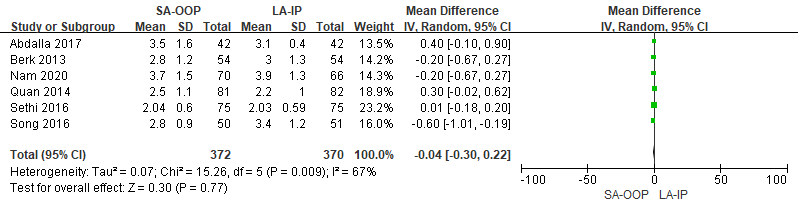 SA-OOP LA-IP Mean Difference Mean Difference
Study or Subgroup Mean SD Total Mean SD Total Weight IV, Random, 95% CI IV, Random, 95% CI
Abdalla 2017 3.5 1.6 42 3.1 0.4 42 13.5% 0.40 [-0.10, 0.90]
Berk 2013 2.8 1.2 54 3 1.3 54 14.2% -0.20 [-0.67, 0.27]
Nam 2020 3.7 1.5 70 3.9 1.3 66 14.3% -0.20 [-0.67, 0.27]
Quan 2014 2.5 1.1 81 2.2 1 82 18.9% 0.30 [-0.02, 0.62]
Sethi 2016 2.04 0.6 75 2.03 0.59 75 23.2% 0.01 [-0.18, 0.20]
Song 2016 2.8 0.9 50 3.4 1.2 51 16.0% -0.60 [-1.01, -0.19]
Total (95% CI) 372 370 100.0% -0.04 [-0.30, 0.22]
Heterogeneity: Tau² = 0.07; Chi² = 15.26, df = 5 (P = 0.009); I² = 67%
Test for overall effect: Z = 0.30 (P = 0.77)
-100 -50 0 50 100
SA-OOP LA-IP